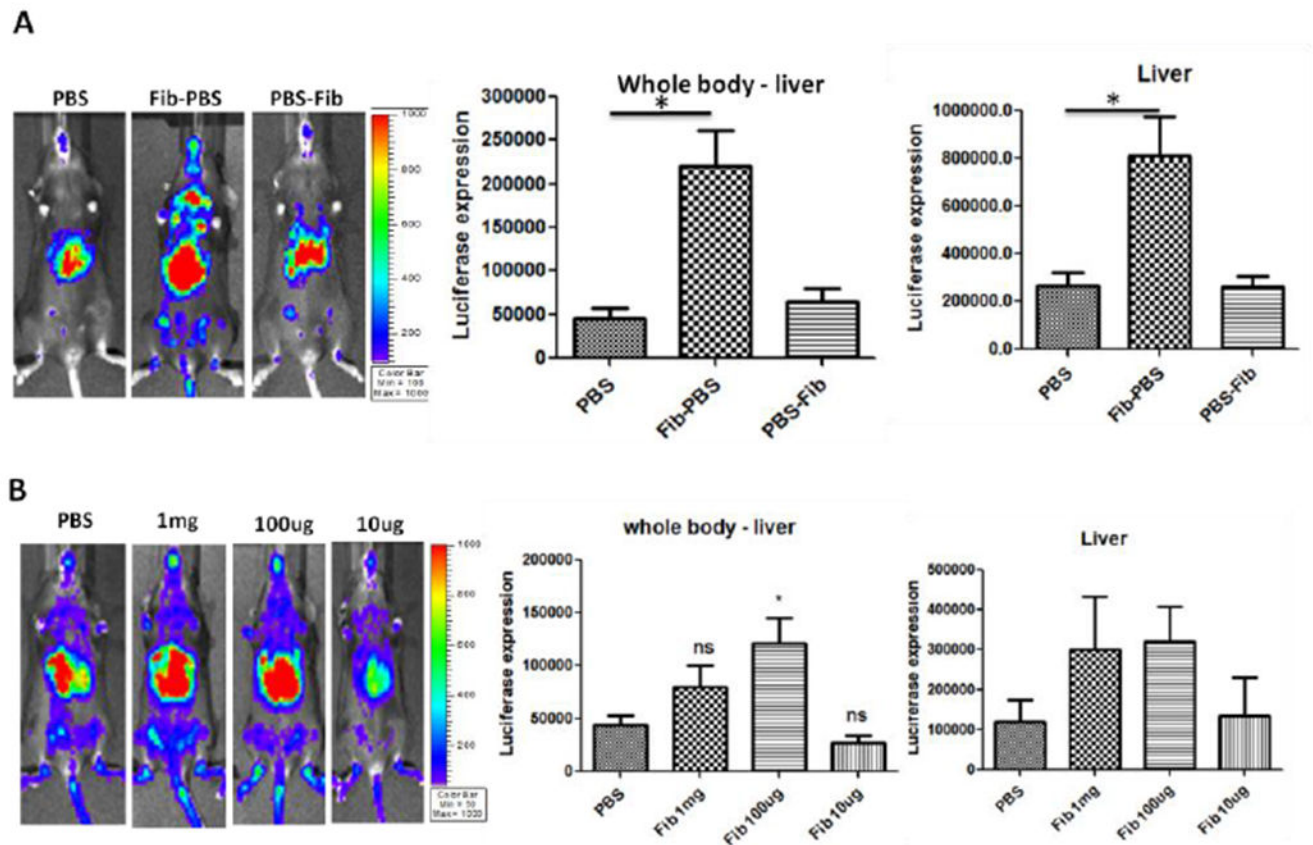 A
PBS Fib-PBS PBS-Fib
1000
800
600
400
200
Color Bar
Min = 100
Max = 1000
Whole body - liver
*
Luciferase expression
300000
250000
200000
150000
100000
50000
0
PBS
Fib-PBS
PBS-Fib
Liver
*
Luciferase expression
1000000.0
800000.0
600000.0
400000.0
200000.0
0.0
PBS
Fib-PBS
PBS-Fib
B
PBS 1mg 100ug 10ug
1000
800
600
400
200
Color Bar
Min = 50
Max = 1000
whole body - liver
Luciferase expression
200000
150000
100000
50000
0
ns
*
ns
PBS
Fib 1mg
Fib 100ug
Fib 10ug
Liver
Luciferase expression
500000
400000.
300000.
200000.
100000.
0000.0
PBS
Fib 1mg
Fib 100ug
Fib 10ug